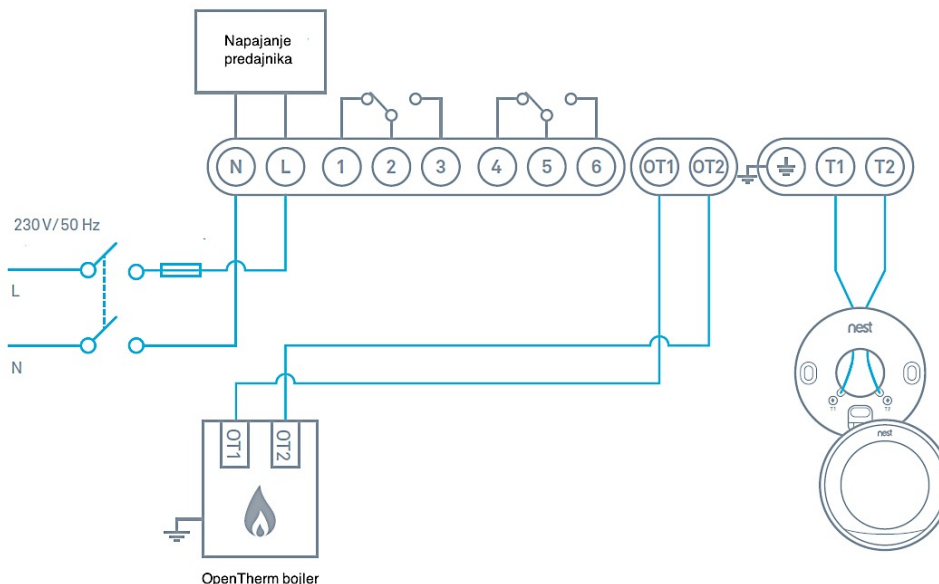 Napajanje
predajnika
N L 1 2 3 4 5 6 OT1 OT2 T1 T2
230 V/50 Hz
L
N
nest
T1 T2
nest
OT1 OT2
OpenTherm boiler